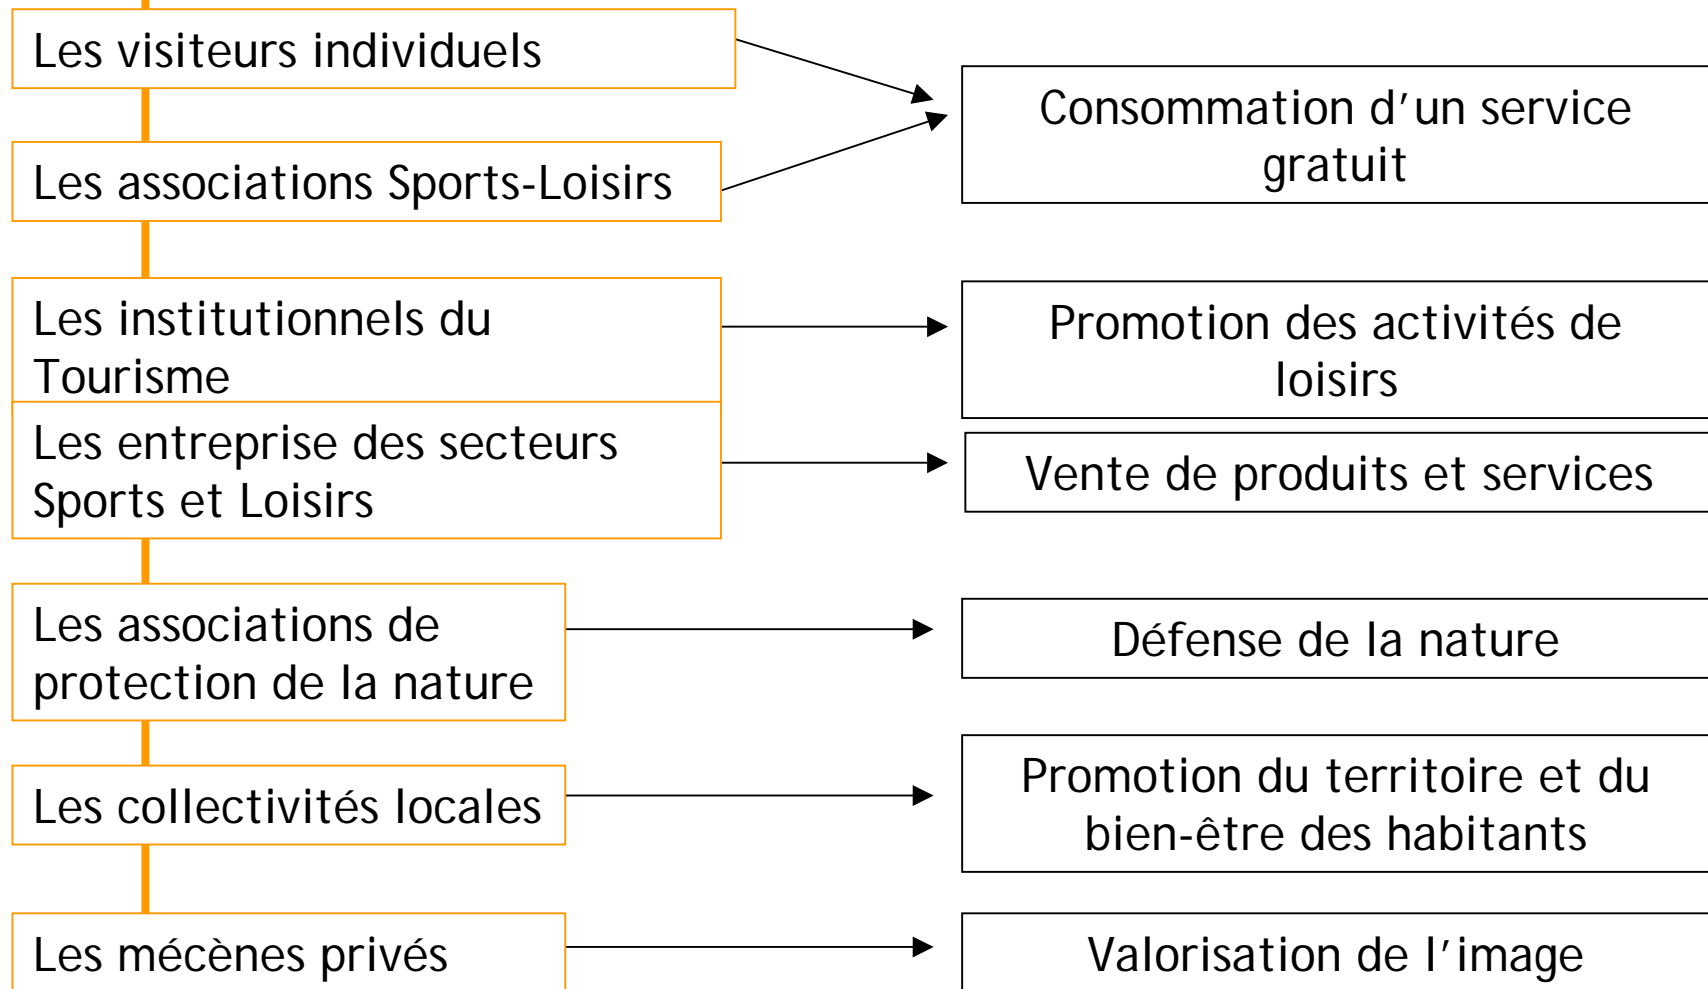 Les visiteurs individuels
Consommation d'un service
gratuit
Les associations Sports-Loisirs
Les institutionnels du
Tourisme
Promotion des activités de
loisirs
Les entreprise des secteurs
Sports et Loisirs
Vente de produits et services
Les associations de
protection de la nature
Défense de la nature
Les collectivités locales
Promotion du territoire et du
bien-être des habitants
Les mécènes privés
Valorisation de l'image